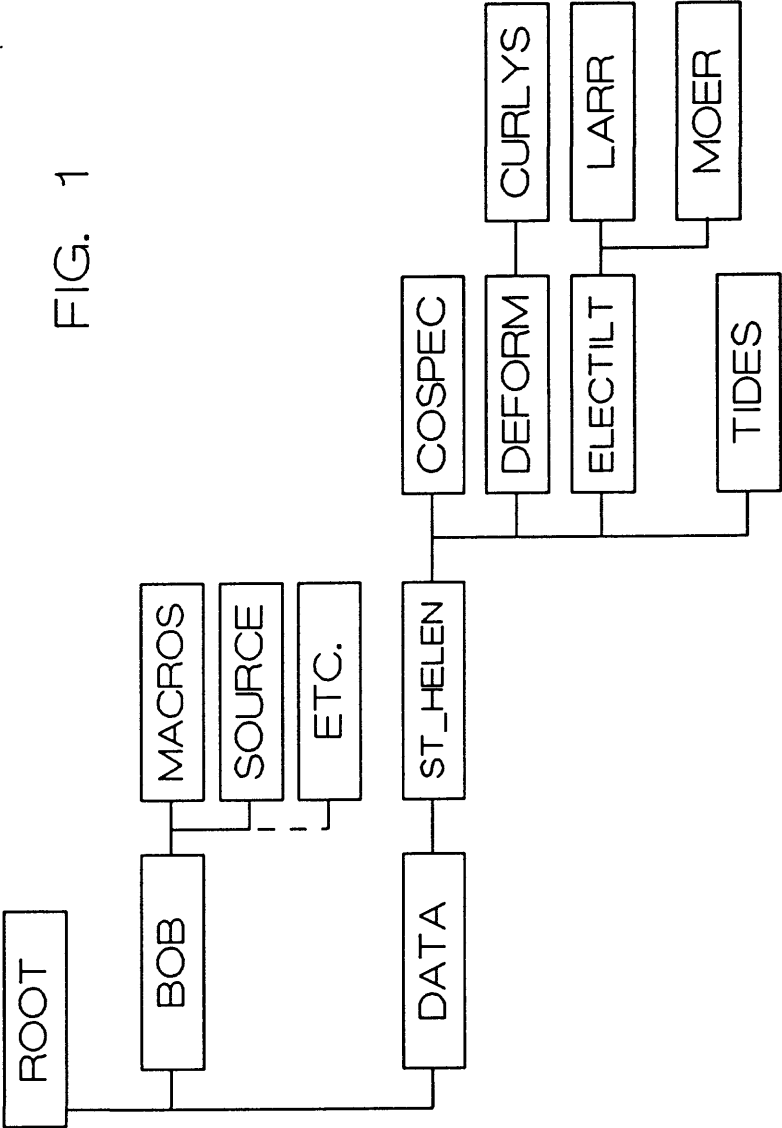 FIG. 1
ROOT
BOB
MACROS
SOURCE
ETC.
DATA
ST_HELEN
COSPEC
DEFORM
CURLYS
ELECTILT
LARR
MOER
TIDES